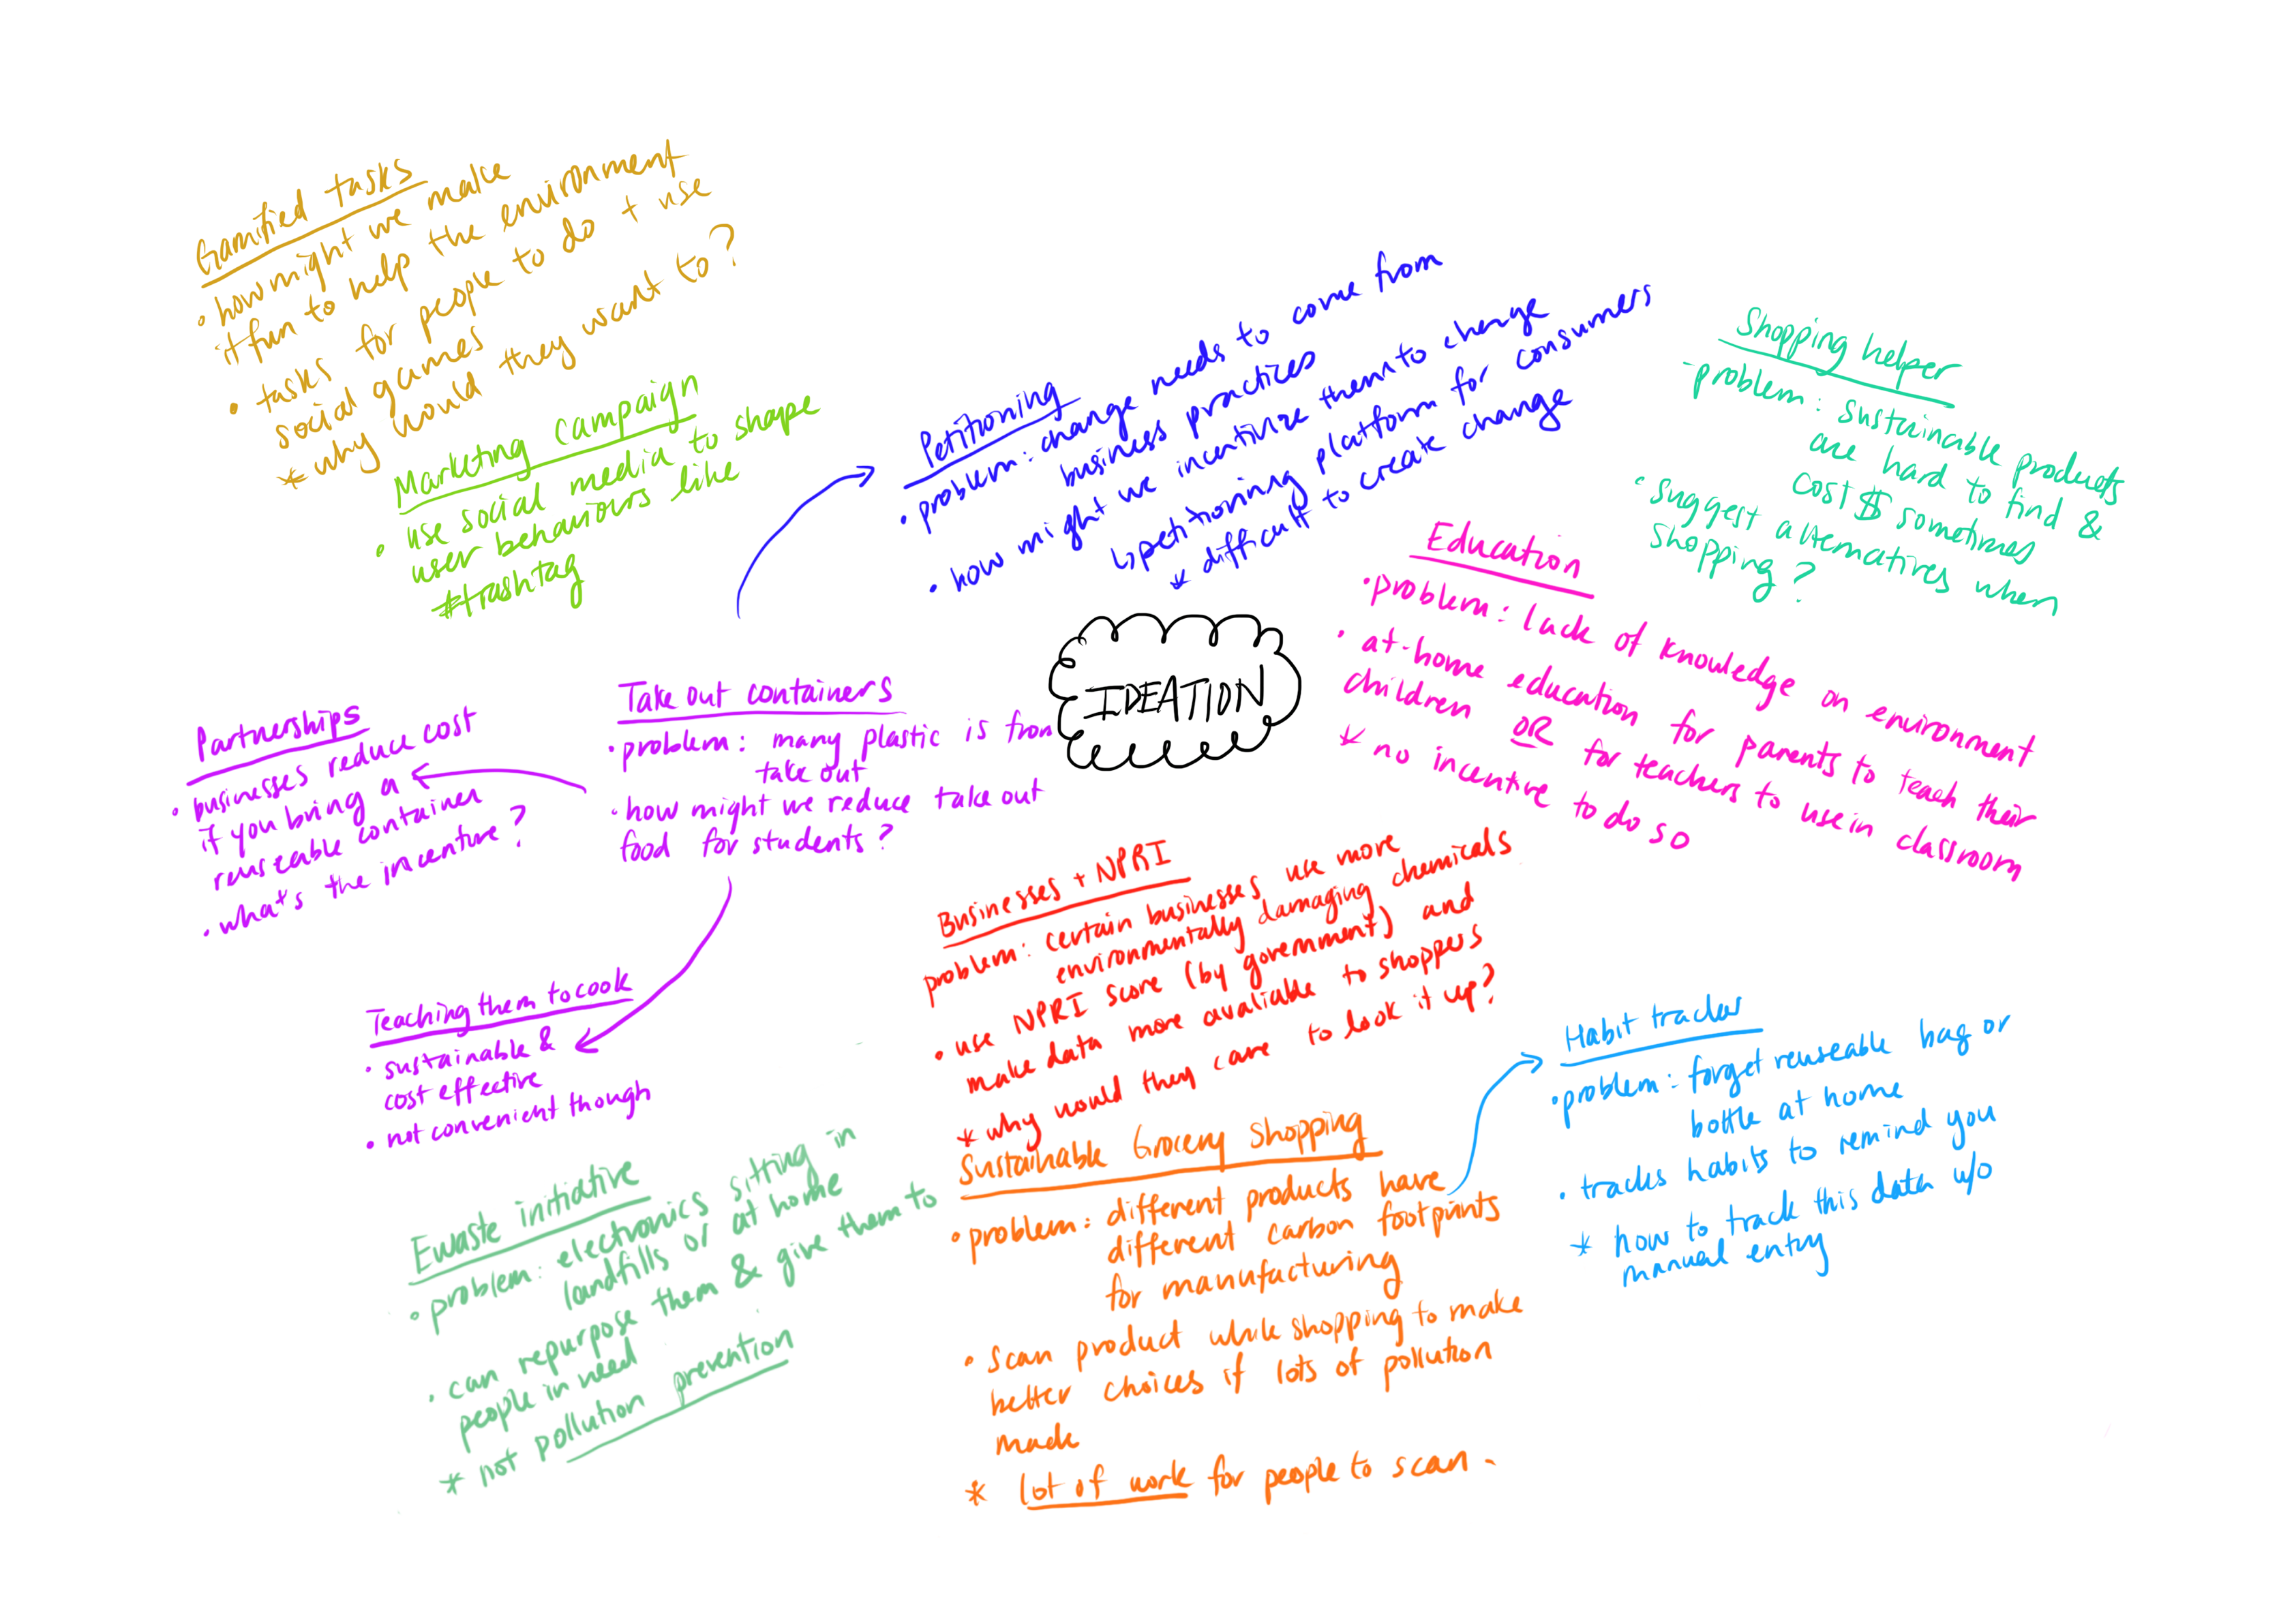 Gamified tasks
• how might we make
it fun to help the environment
• tasks for people to do + use
social games
* why would they want to?
Marketing campaign
• use social media to shape
user behaviours like
#trashtag
Petitioning
• problem: change needs to come from
business practices
• how might we incentivize them to change
↳ petitioning platform for consumers
* difficult to create change
Shopping helper
- problem: sustainable products
are hard to find &
cost $ sometimes
• suggest alternatives when
shopping?
Education
• problem: lack of knowledge on environment
• at-home education for parents to teach their
children OR for teachers to use in classroom
* no incentive to do so
IDEATION
Take out containers
• problem: many plastic is from
take out
• how might we reduce take out
food for students?
Partnerships
• businesses reduce cost
if you bring a
reuseable container
• what's the incentive?
Teaching them to cook
• sustainable &
cost effective
• not convenient though
Businesses + NPRI
problem: certain businesses use more
environmentally damaging chemicals
• use NPRI score (by government) and
make data more avaliable to shoppers
* why would they care to look it up?
Habit tracker
• problem: forget reuseable bag or
bottle at home
• tracks habits to remind you
* how to track this data w/o
manual entry
Ewaste initiative
• problem: electronics sitting in
landfills or at home
• can repurpose them & give them to
people in need
* not pollution prevention
Sustainable Grocery Shopping
• problem: different products have
different carbon footprints
for manufacturing
• scan product while shopping to make
better choices if lots of pollution
made
* lot of work for people to scan.